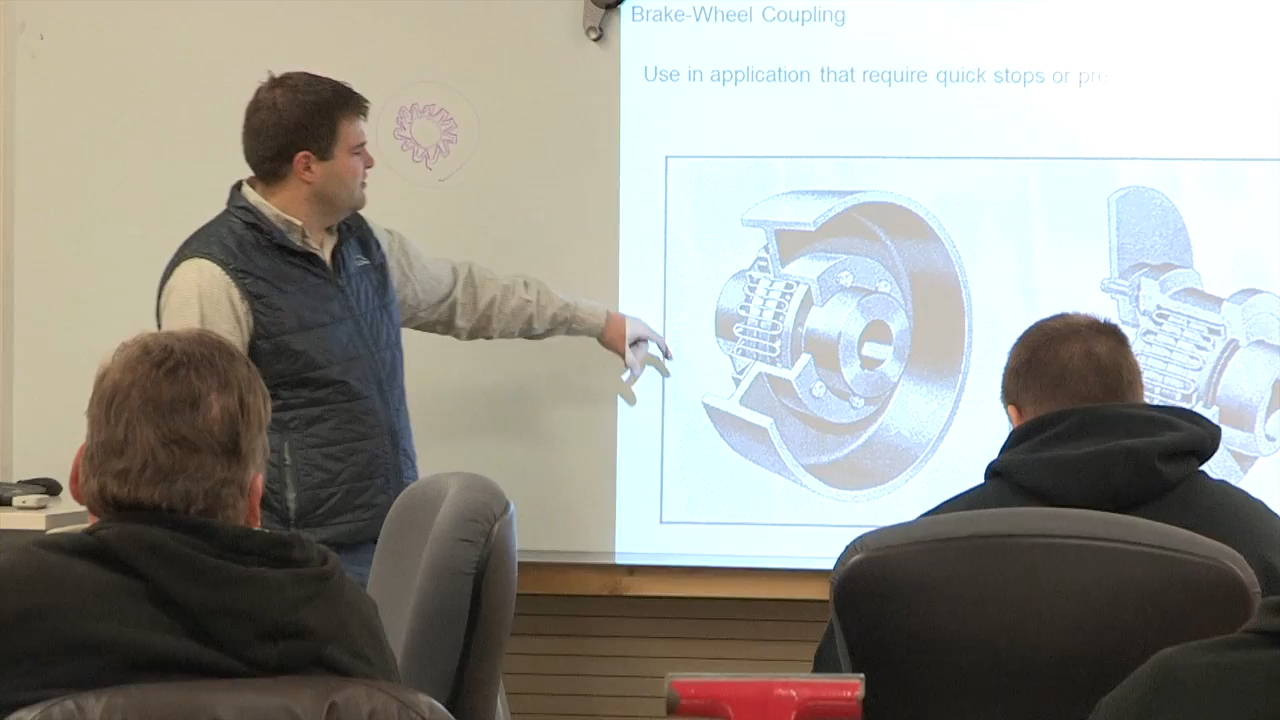 Brake-Wheel Coupling
Use in application that require quick stops or